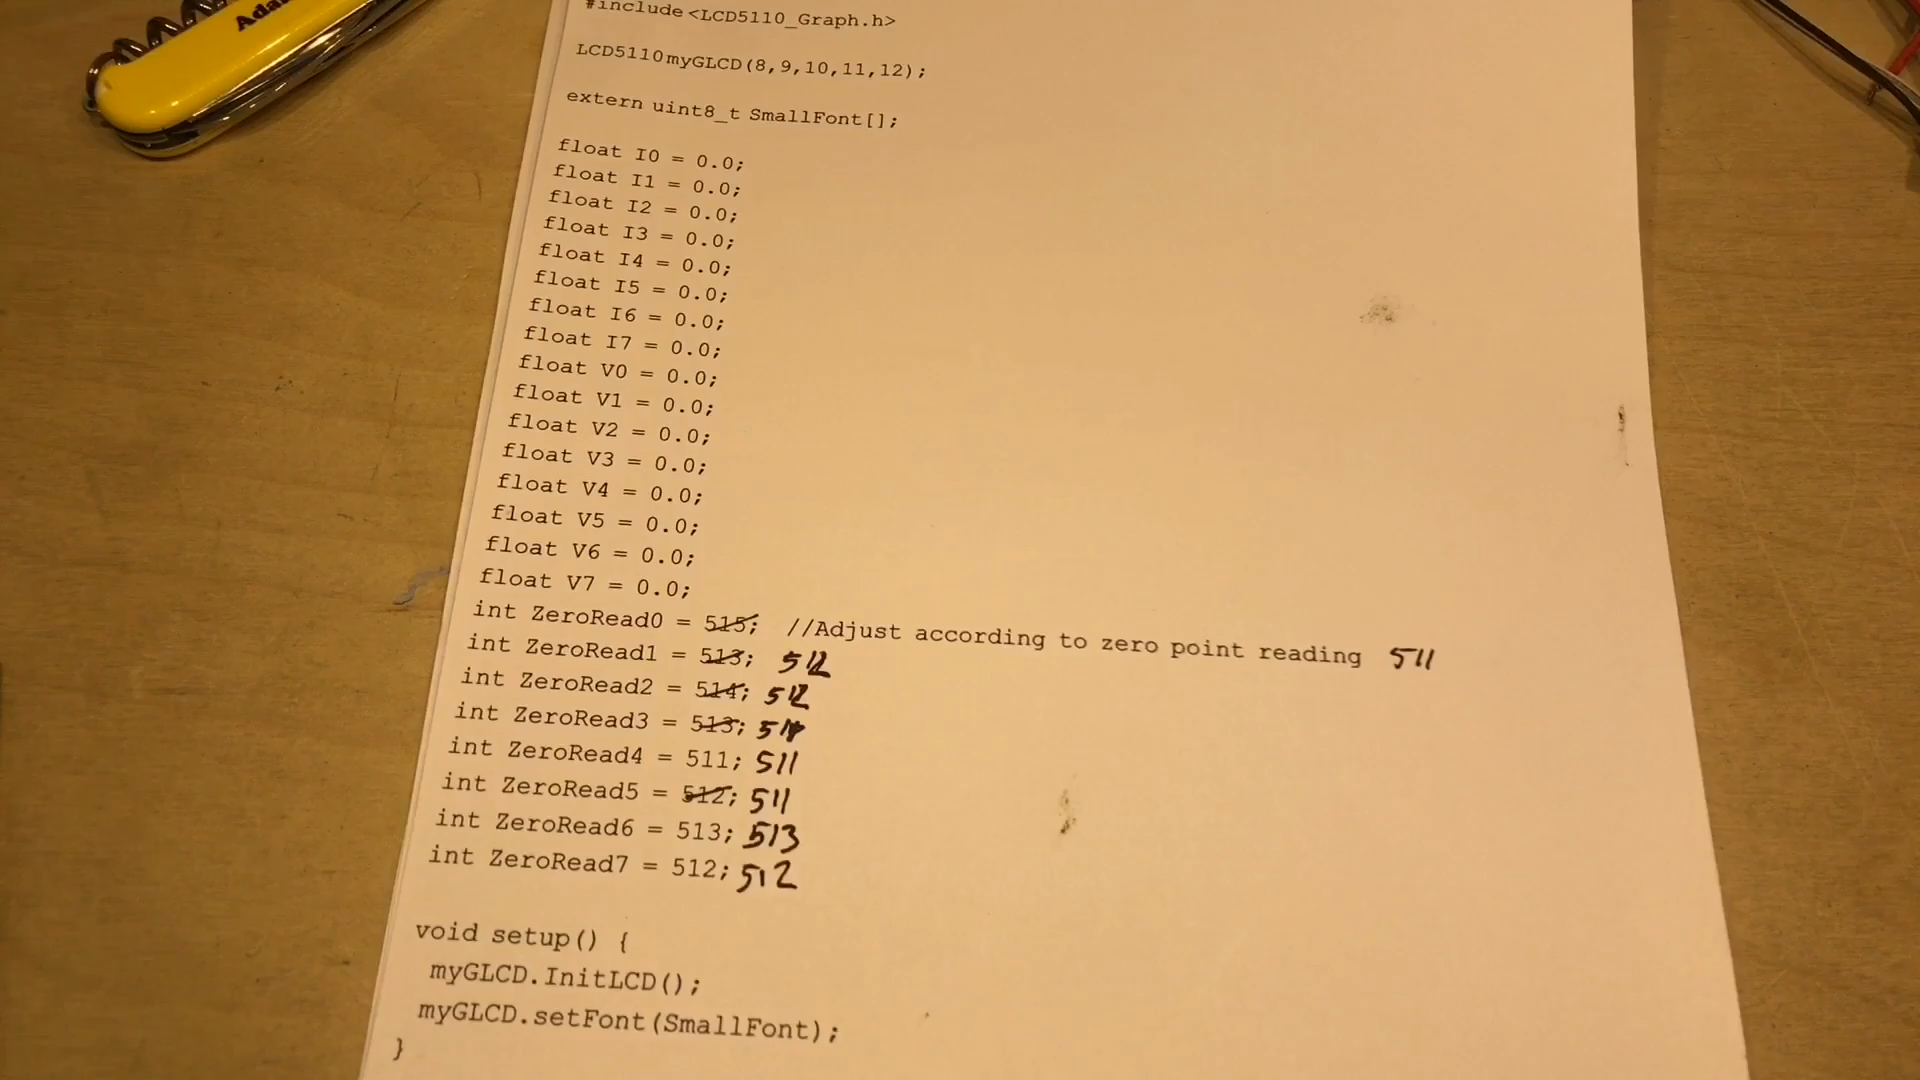 Ada
#include <LCD5110_Graph.h>
LCD5110 myGLCD(8,9,10,11,12);
extern uint8_t SmallFont[];
float I0 = 0.0;
float I1 = 0.0;
float I2 = 0.0;
float I3 = 0.0;
float I4 = 0.0;
float I5 = 0.0;
float I6 = 0.0;
float I7 = 0.0;
float V0 = 0.0;
float V1 = 0.0;
float V2 = 0.0;
float V3 = 0.0;
float V4 = 0.0;
float V5 = 0.0;
float V6 = 0.0;
float V7 = 0.0;
int ZeroRead0 = 515; //Adjust according to zero point reading 511
int ZeroRead1 = 513; 512
int ZeroRead2 = 514; 512
int ZeroRead3 = 513;
int ZeroRead4 = 511; 511
int ZeroRead5 = 512; 511
int ZeroRead6 = 513; 513
int ZeroRead7 = 512; 512
void setup() {
myGLCD.InitLCD();
myGLCD.setFont(SmallFont);
}